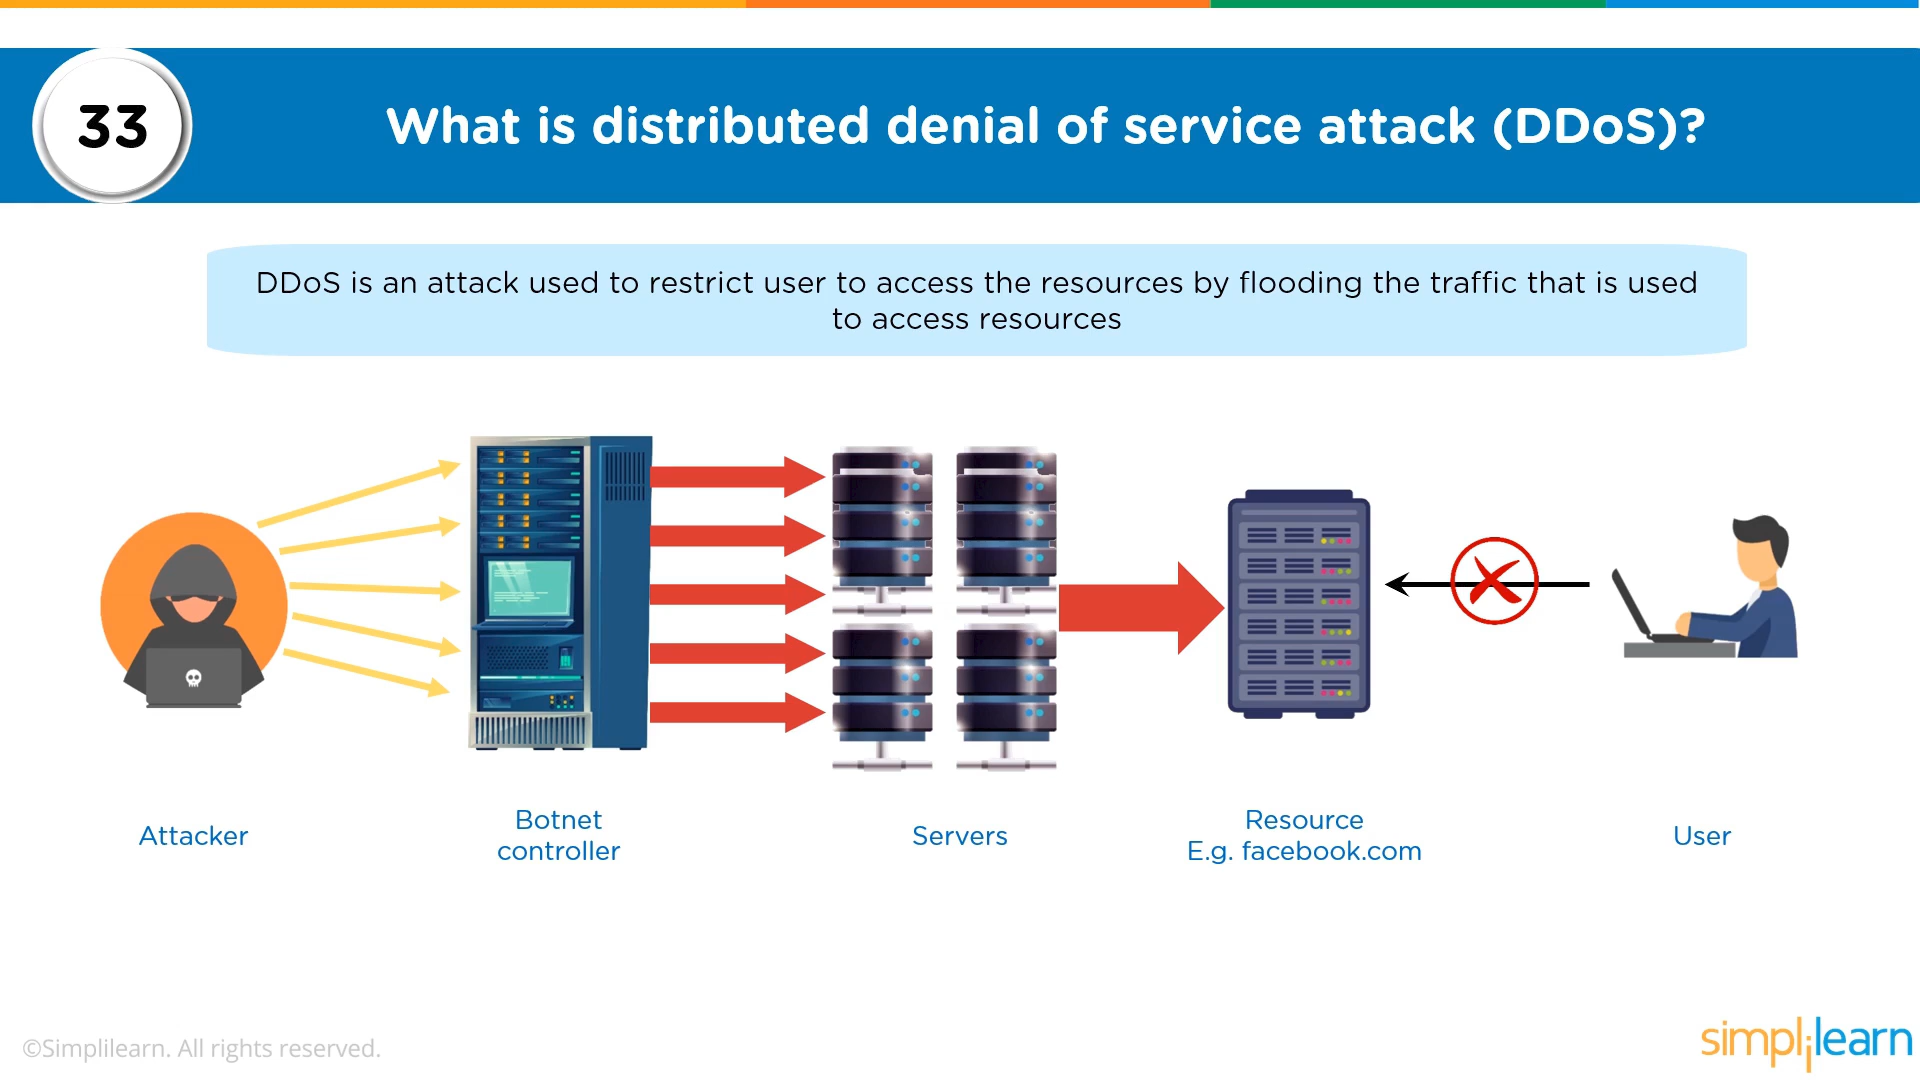 33
What is distributed denial of service attack (DDoS)?
DDoS is an attack used to restrict user to access the resources by flooding the traffic that is used
to access resources
Attacker
Botnet
controller
Servers
Resource
E.g. facebook.com
User
©Simplilearn. All rights reserved.
simplilearn